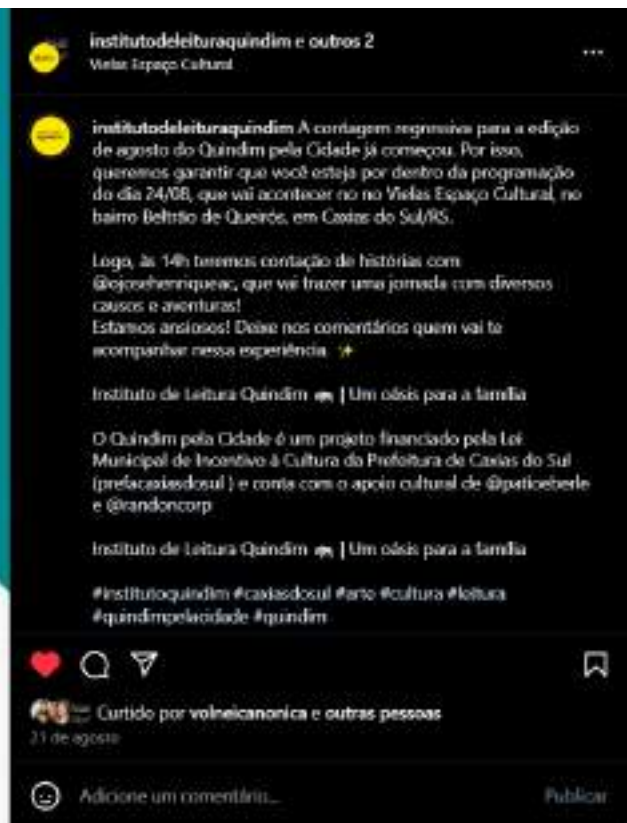 institutodeleituraquindim e outros 2
Vielas Espaço Cultural
institutodeleituraquindim A contagem regressiva para a edição
de agosto do Quindim pela Cidade já começou. Por isso,
queremos garantir que você esteja por dentro da programação
do dia 24/08, que vai acontecer no no Vielas Espaço Cultural, no
bairro Beltrão de Queirós, em Caxias do Sul/RS.
Logo, às 14h teremos contação de histórias com
@ojosehenriqueac, que vai trazer uma jornada com diversos
causos e aventuras!
Estamos ansiosos! Deixe nos comentários quem vai te
acompanhar nessa experiência ✨
Instituto de Leitura Quindim 🦏 | Um oásis para a família
O Quindim pela Cidade é um projeto financiado pela Lei
Municipal de Incentivo à Cultura da Prefeitura de Caxias do Sul
(prefacaxiasdosul ) e conta com o apoio cultural de @patioeberle
e @randoncorp
Instituto de Leitura Quindim 🦏 | Um oásis para a família
#institutoquindim #caxiasdosul #arte #cultura #leitura
#quindimpelacidade #quindim
Curtido por volneicanonica e outras pessoas
21 de agosto
Adicione um comentário...
Publicar